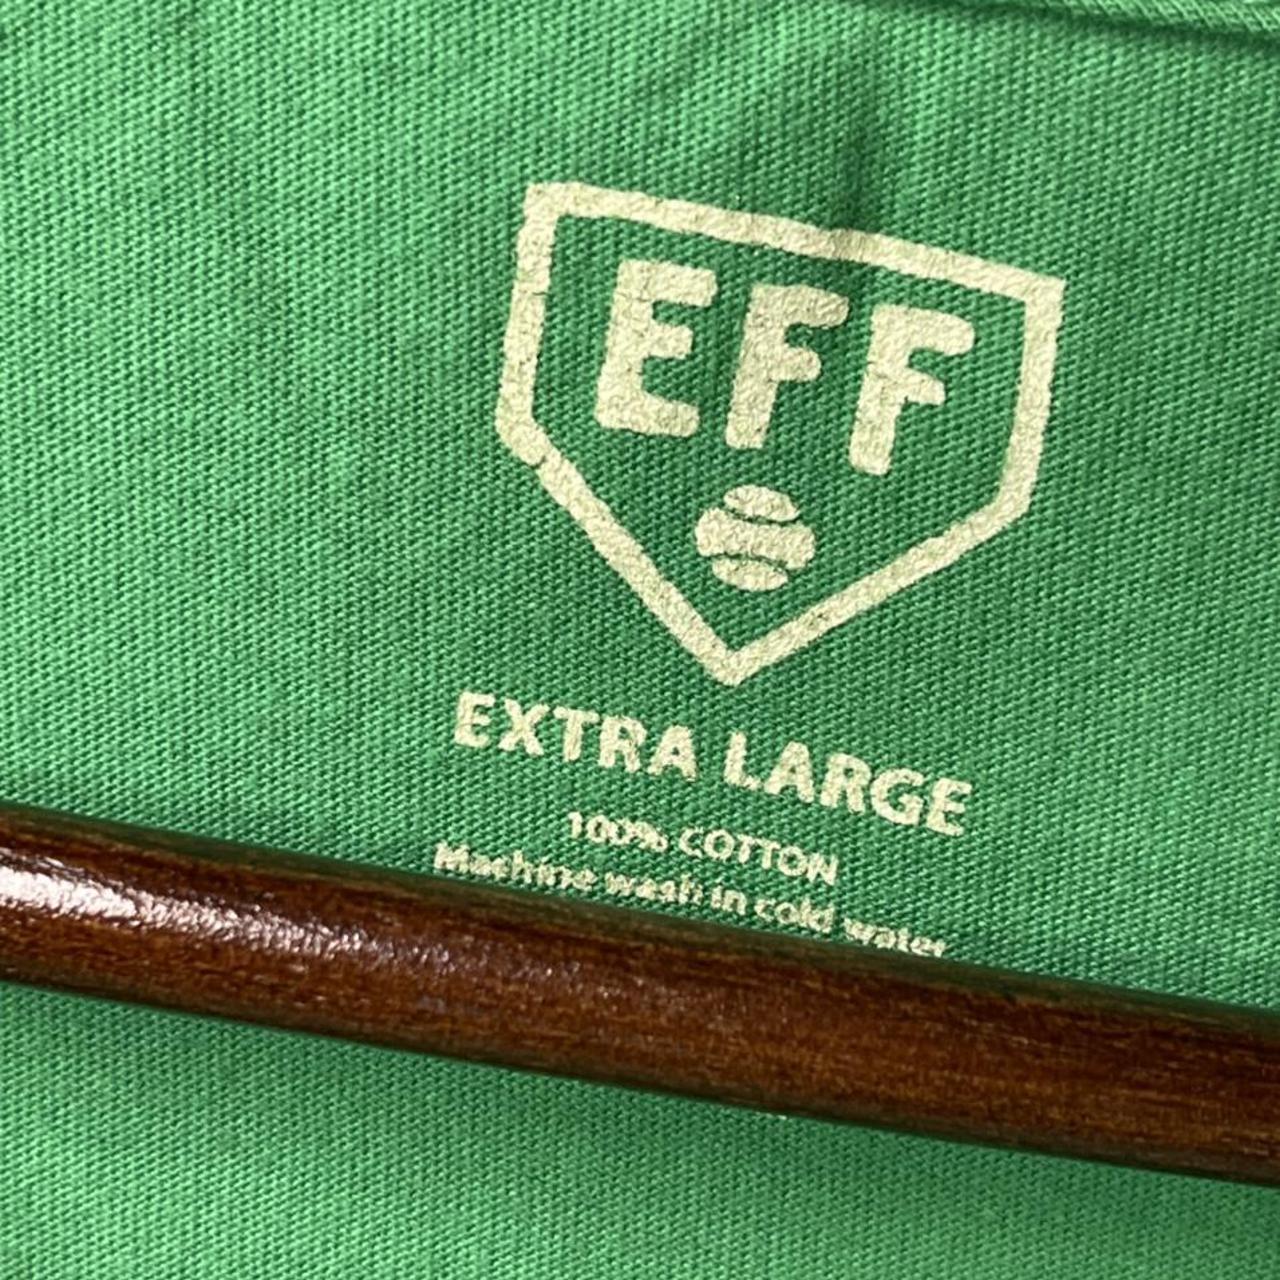 EFF
EXTRA LARGE
100% COTTON
Machine wash in cold water